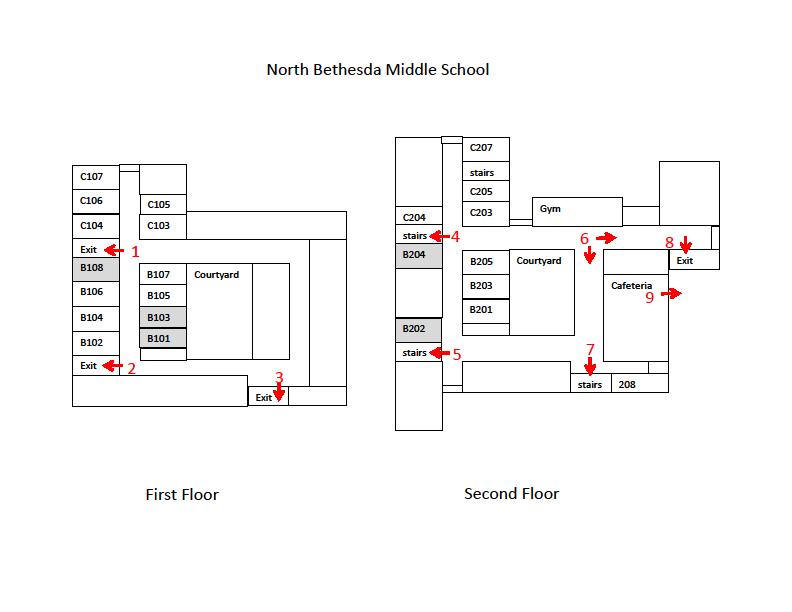 North Bethesda Middle School
C107
C106
C104
Exit
1
B108
B106
B104
B102
Exit
2
C105
C103
B107
B105
B103
B101
Courtyard
3
Exit
First Floor
C207
stairs
C205
C203
C204
stairs
4
B204
B202
stairs
5
B205
B203
B201
Courtyard
Gym
6
8
Exit
Cafeteria
9
7
stairs
208
Second Floor